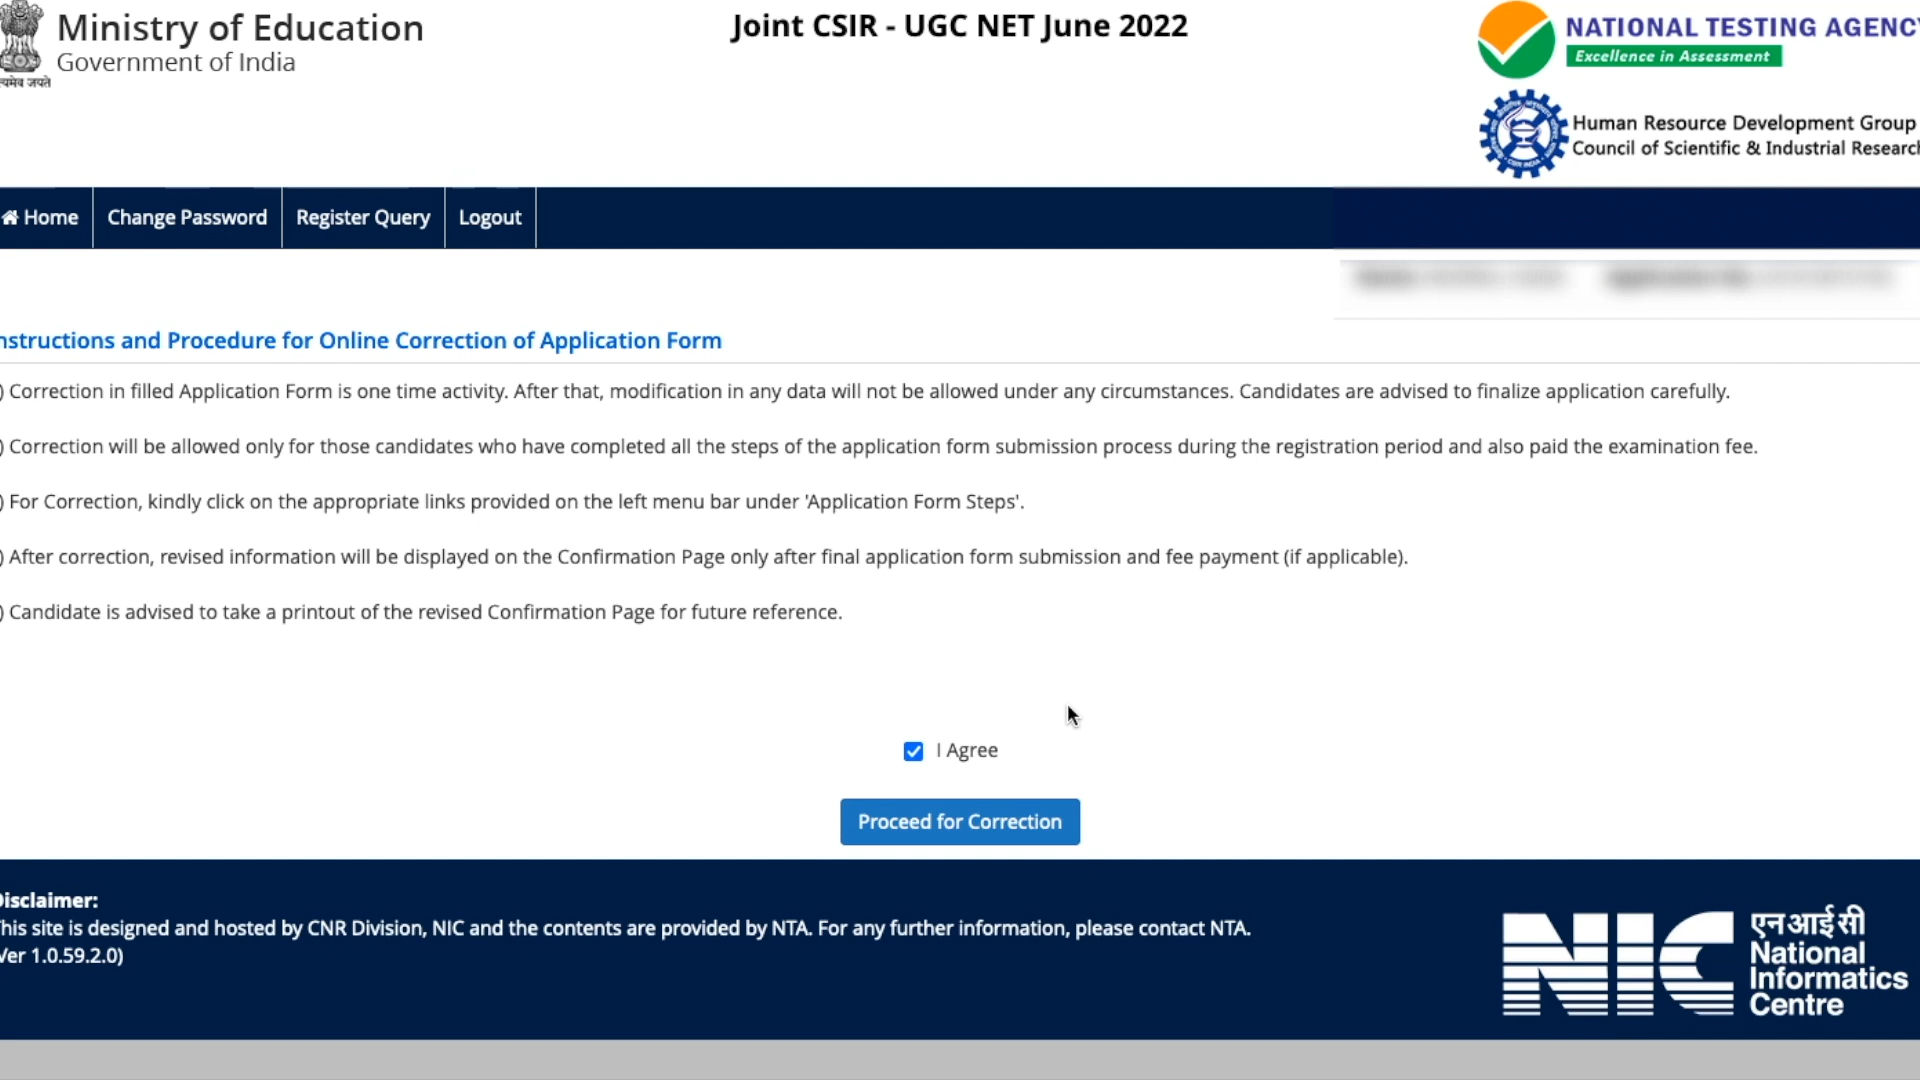 Ministry of Education
Government of India
सत्यमेव जयते
Joint CSIR - UGC NET June 2022
NATIONAL TESTING AGENC
Excellence in Assessment
Human Resource Development Group
Council of Scientific & Industrial Research
Home Change Password Register Query Logout
nstructions and Procedure for Online Correction of Application Form
) Correction in filled Application Form is one time activity. After that, modification in any data will not be allowed under any circumstances. Candidates are advised to finalize application carefully.
) Correction will be allowed only for those candidates who have completed all the steps of the application form submission process during the registration period and also paid the examination fee.
) For Correction, kindly click on the appropriate links provided on the left menu bar under 'Application Form Steps'.
) After correction, revised information will be displayed on the Confirmation Page only after final application form submission and fee payment (if applicable).
) Candidate is advised to take a printout of the revised Confirmation Page for future reference.
I Agree
Proceed for Correction
Disclaimer:
This site is designed and hosted by CNR Division, NIC and the contents are provided by NTA. For any further information, please contact NTA.
Ver 1.0.59.2.0)
NIC
एन आई सी
National
Informatics
Centre